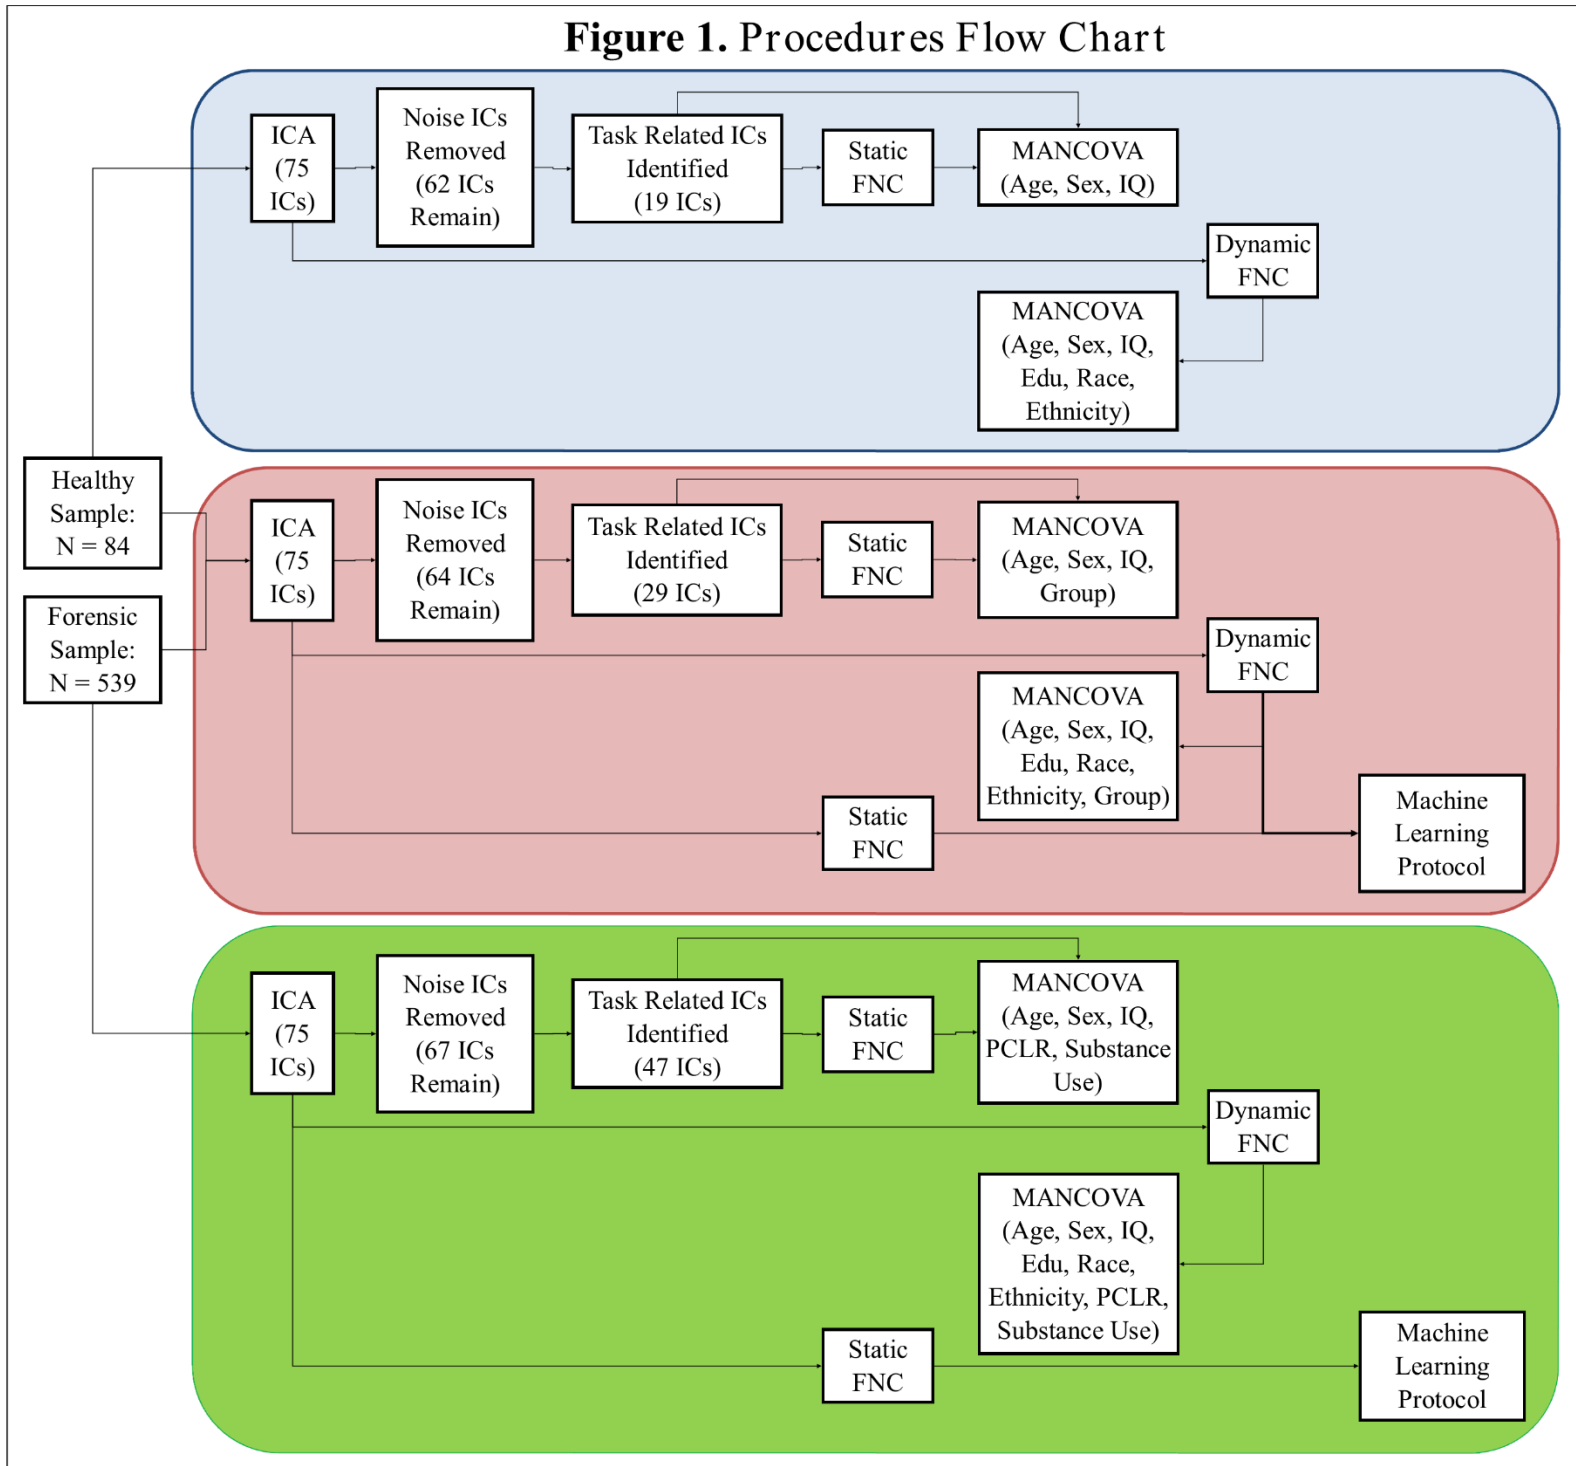 Figure 1. Procedures Flow Chart
ICA
(75
ICs)
Noise ICs
Removed
(62 ICs
Remain)
Task Related ICs
Identified
(19 ICs)
Static
FNC
MANCOVA
(Age, Sex, IQ)
Dynamic
FNC
MANCOVA
(Age, Sex, IQ,
Edu, Race,
Ethnicity)
Healthy
Sample:
N = 84
Forensic
Sample:
N = 539
ICA
(75
ICs)
Noise ICs
Removed
(64 ICs
Remain)
Task Related ICs
Identified
(29 ICs)
Static
FNC
MANCOVA
(Age, Sex, IQ,
Group)
Dynamic
FNC
MANCOVA
(Age, Sex, IQ,
Edu, Race,
Ethnicity, Group)
Static
FNC
Machine
Learning
Protocol
ICA
(75
ICs)
Noise ICs
Removed
(67 ICs
Remain)
Task Related ICs
Identified
(47 ICs)
Static
FNC
MANCOVA
(Age, Sex, IQ,
PCLR, Substance
Use)
Dynamic
FNC
MANCOVA
(Age, Sex, IQ,
Edu, Race,
Ethnicity, PCLR,
Substance Use)
Static
FNC
Machine
Learning
Protocol